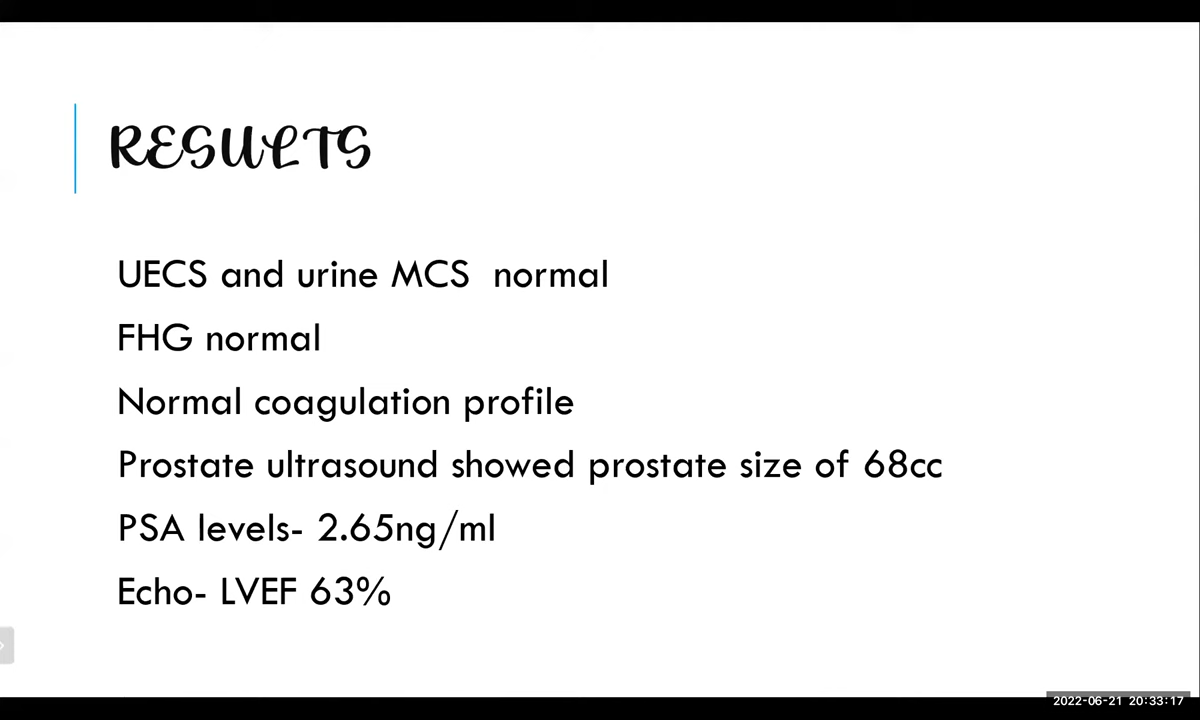 RESULTS
UECS and urine MCS normal
FHG normal
Normal coagulation profile
Prostate ultrasound showed prostate size of 68cc
PSA levels- 2.65ng/ml
Echo- LVEF 63%
2022-06-21 20:33:17